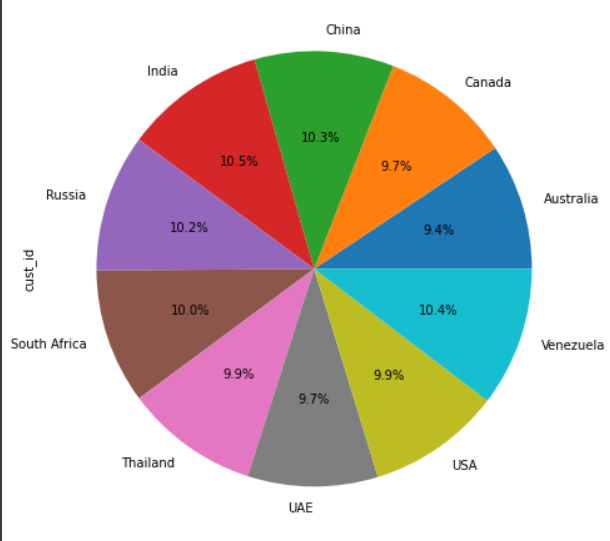 China
India
Canada
10.3%
10.5%
9.7%
Russia
Australia
10.2%
9.4%
cust_id
10.0%
10.4%
South Africa
Venezuela
9.9%
9.9%
9.7%
Thailand
USA
UAE